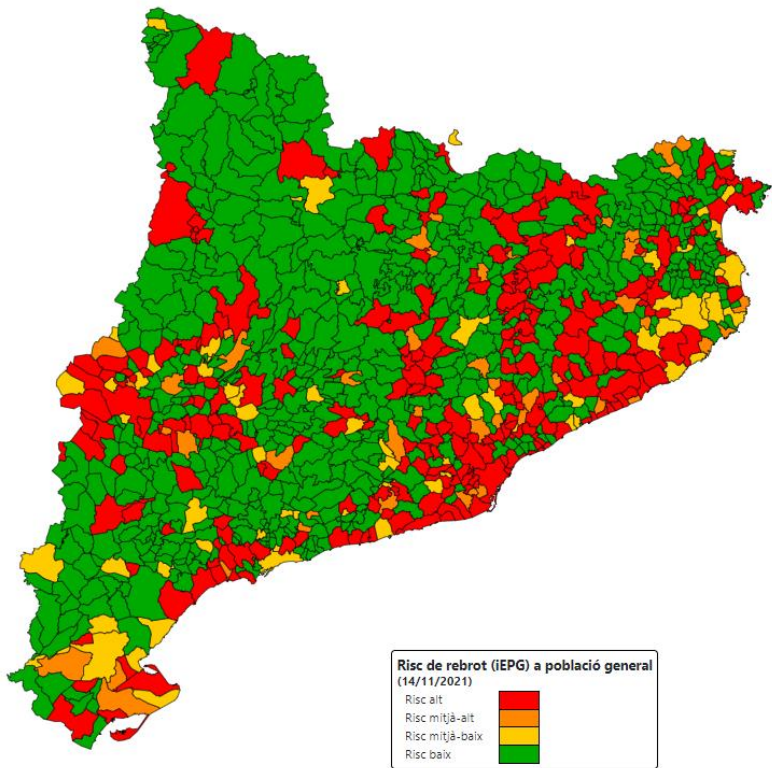 Risc de rebrot (iEPG) a població general
(14/11/2021)
Risc alt
Risc mitjà-alt
Risc mitjà-baix
Risc baix